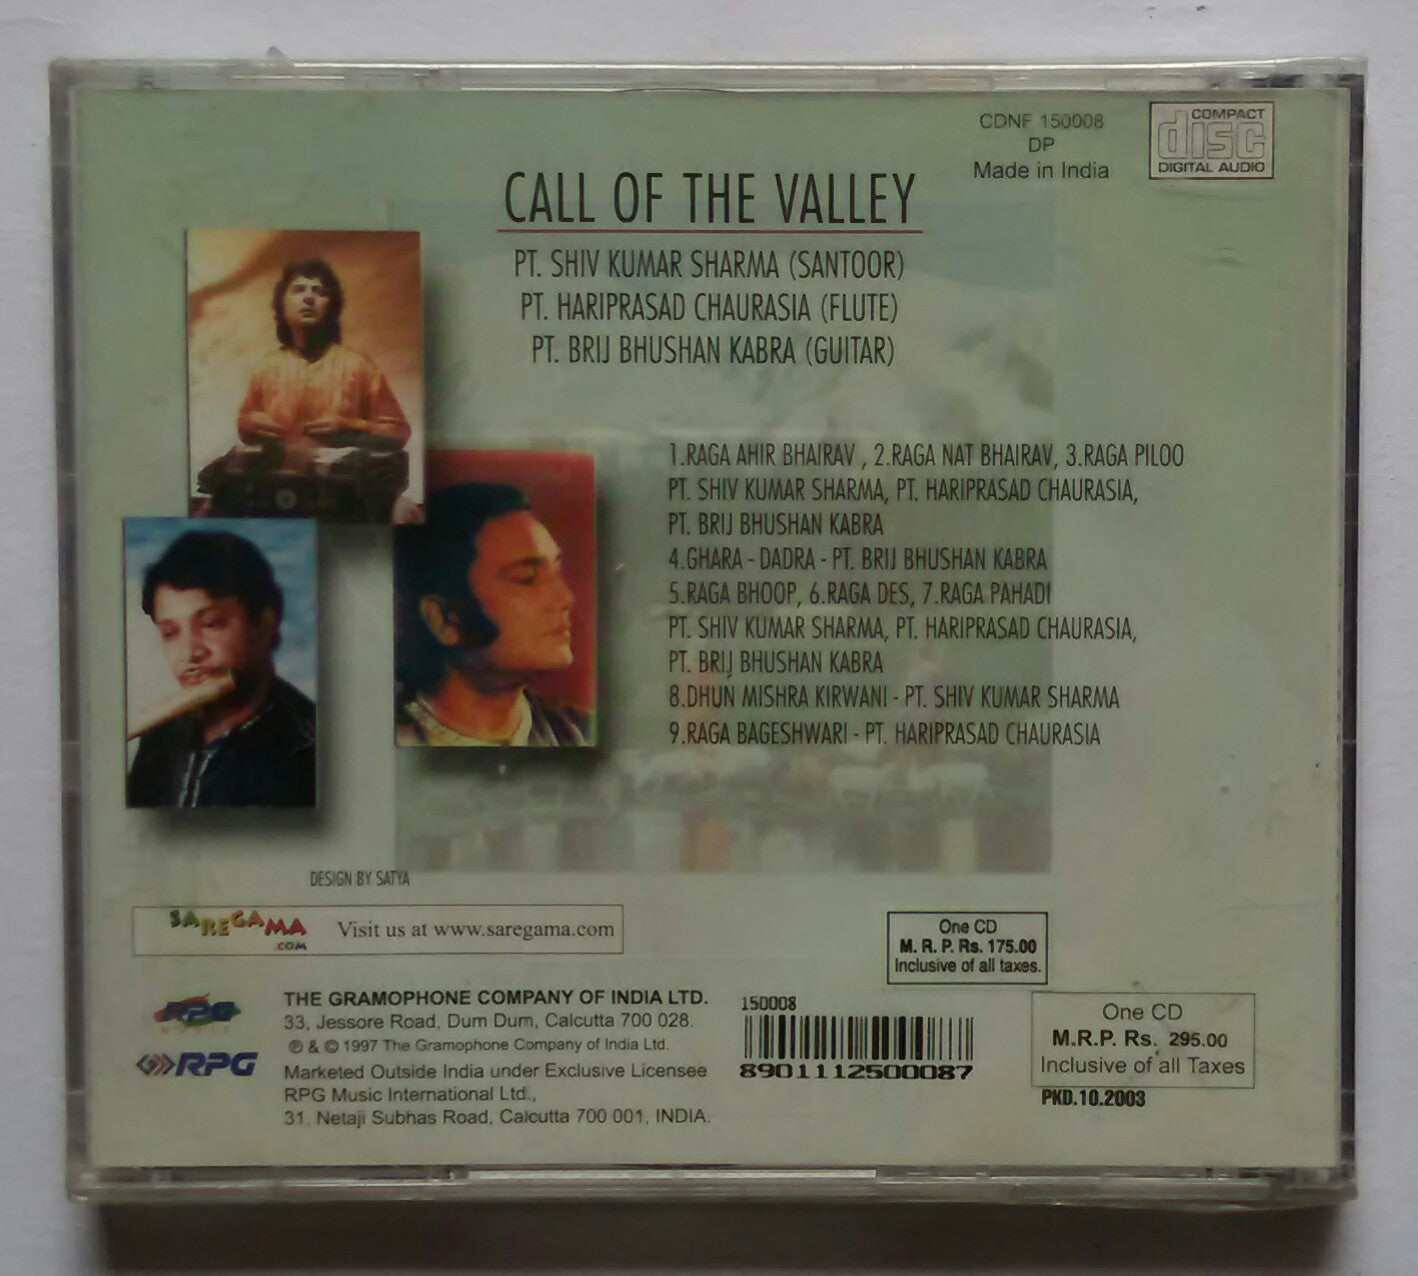 CDNF 150008
DP
Made in India
COMPACT
disc
DIGITAL AUDIO
CALL OF THE VALLEY
PT. SHIV KUMAR SHARMA (SANTOOR)
PT. HARIPRASAD CHAURASIA (FLUTE)
PT. BRIJ BHUSHAN KABRA (GUITAR)
1.RAGA AHIR BHAIRAV , 2.RAGA NAT BHAIRAV, 3.RAGA PILOO
PT. SHIV KUMAR SHARMA, PT. HARIPRASAD CHAURASIA,
PT. BRIJ BHUSHAN KABRA
4.GHARA - DADRA - PT. BRIJ BHUSHAN KABRA
5.RAGA BHOOP, 6.RAGA DES, 7.RAGA PAHADI
PT. SHIV KUMAR SHARMA, PT. HARIPRASAD CHAURASIA,
PT. BRIJ BHUSHAN KABRA
8.DHUN MISHRA KIRWANI - PT. SHIV KUMAR SHARMA
9.RAGA BAGESHWARI - PT. HARIPRASAD CHAURASIA
DESIGN BY SATYA
SAREGAMA
.COM
Visit us at www.saregama.com
One CD
M. R. P. Rs. 175.00
Inclusive of all taxes.
RPG
MUSIC
RPG
THE GRAMOPHONE COMPANY OF INDIA LTD.
33, Jessore Road, Dum Dum, Calcutta 700 028.
℗ & © 1997 The Gramophone Company of India Ltd.
Marketed Outside India under Exclusive Licensee
RPG Music International Ltd.,
31, Netaji Subhas Road, Calcutta 700 001, INDIA.
150008
8901112500087
One CD
M.R.P. Rs. 295.00
Inclusive of all Taxes
PKD.10.2003